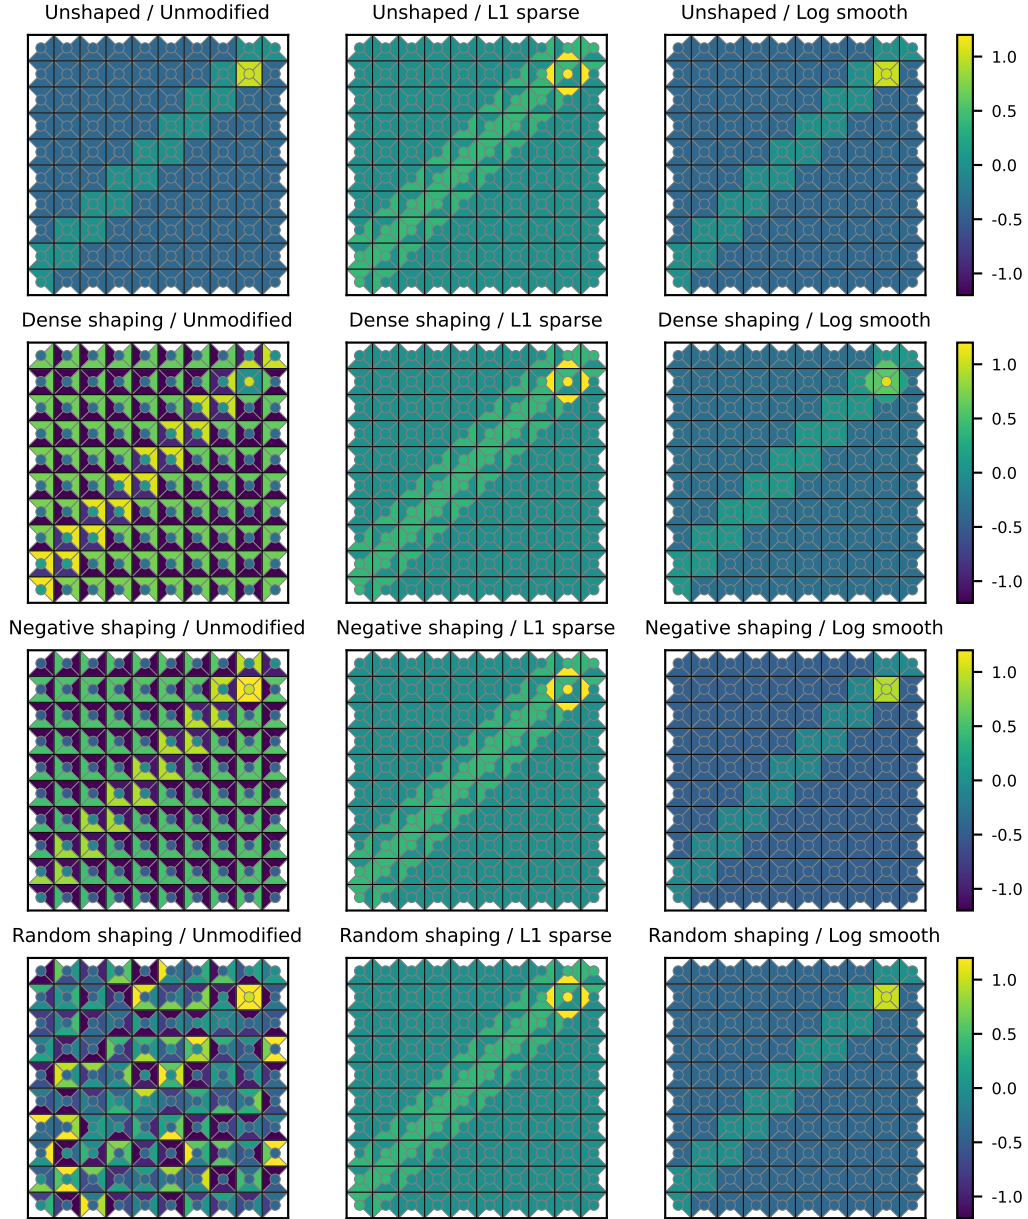 Unshaped / Unmodified
Unshaped / L1 sparse
Unshaped / Log smooth
1.0
0.5
0.0
-0.5
-1.0
Dense shaping / Unmodified
Dense shaping / L1 sparse
Dense shaping / Log smooth
1.0
0.5
0.0
-0.5
-1.0
Negative shaping / Unmodified
Negative shaping / L1 sparse
Negative shaping / Log smooth
1.0
0.5
0.0
-0.5
-1.0
Random shaping / Unmodified
Random shaping / L1 sparse
Random shaping / Log smooth
1.0
0.5
0.0
-0.5
-1.0